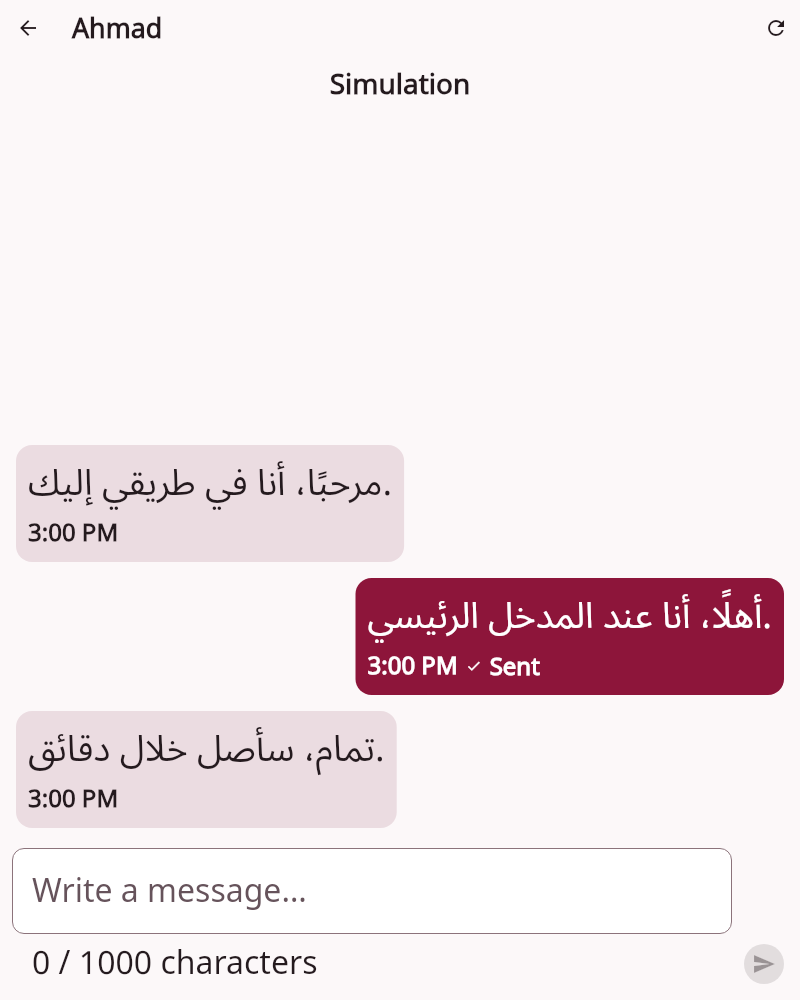 Ahmad
Simulation
مرحبًا، أنا في طريقي إليك.
3:00 PM
أهلًا، أنا عند المدخل الرئيسي.
3:00 PM ✓ Sent
تمام، سأصل خلال دقائق.
3:00 PM
Write a message...
0 / 1000 characters